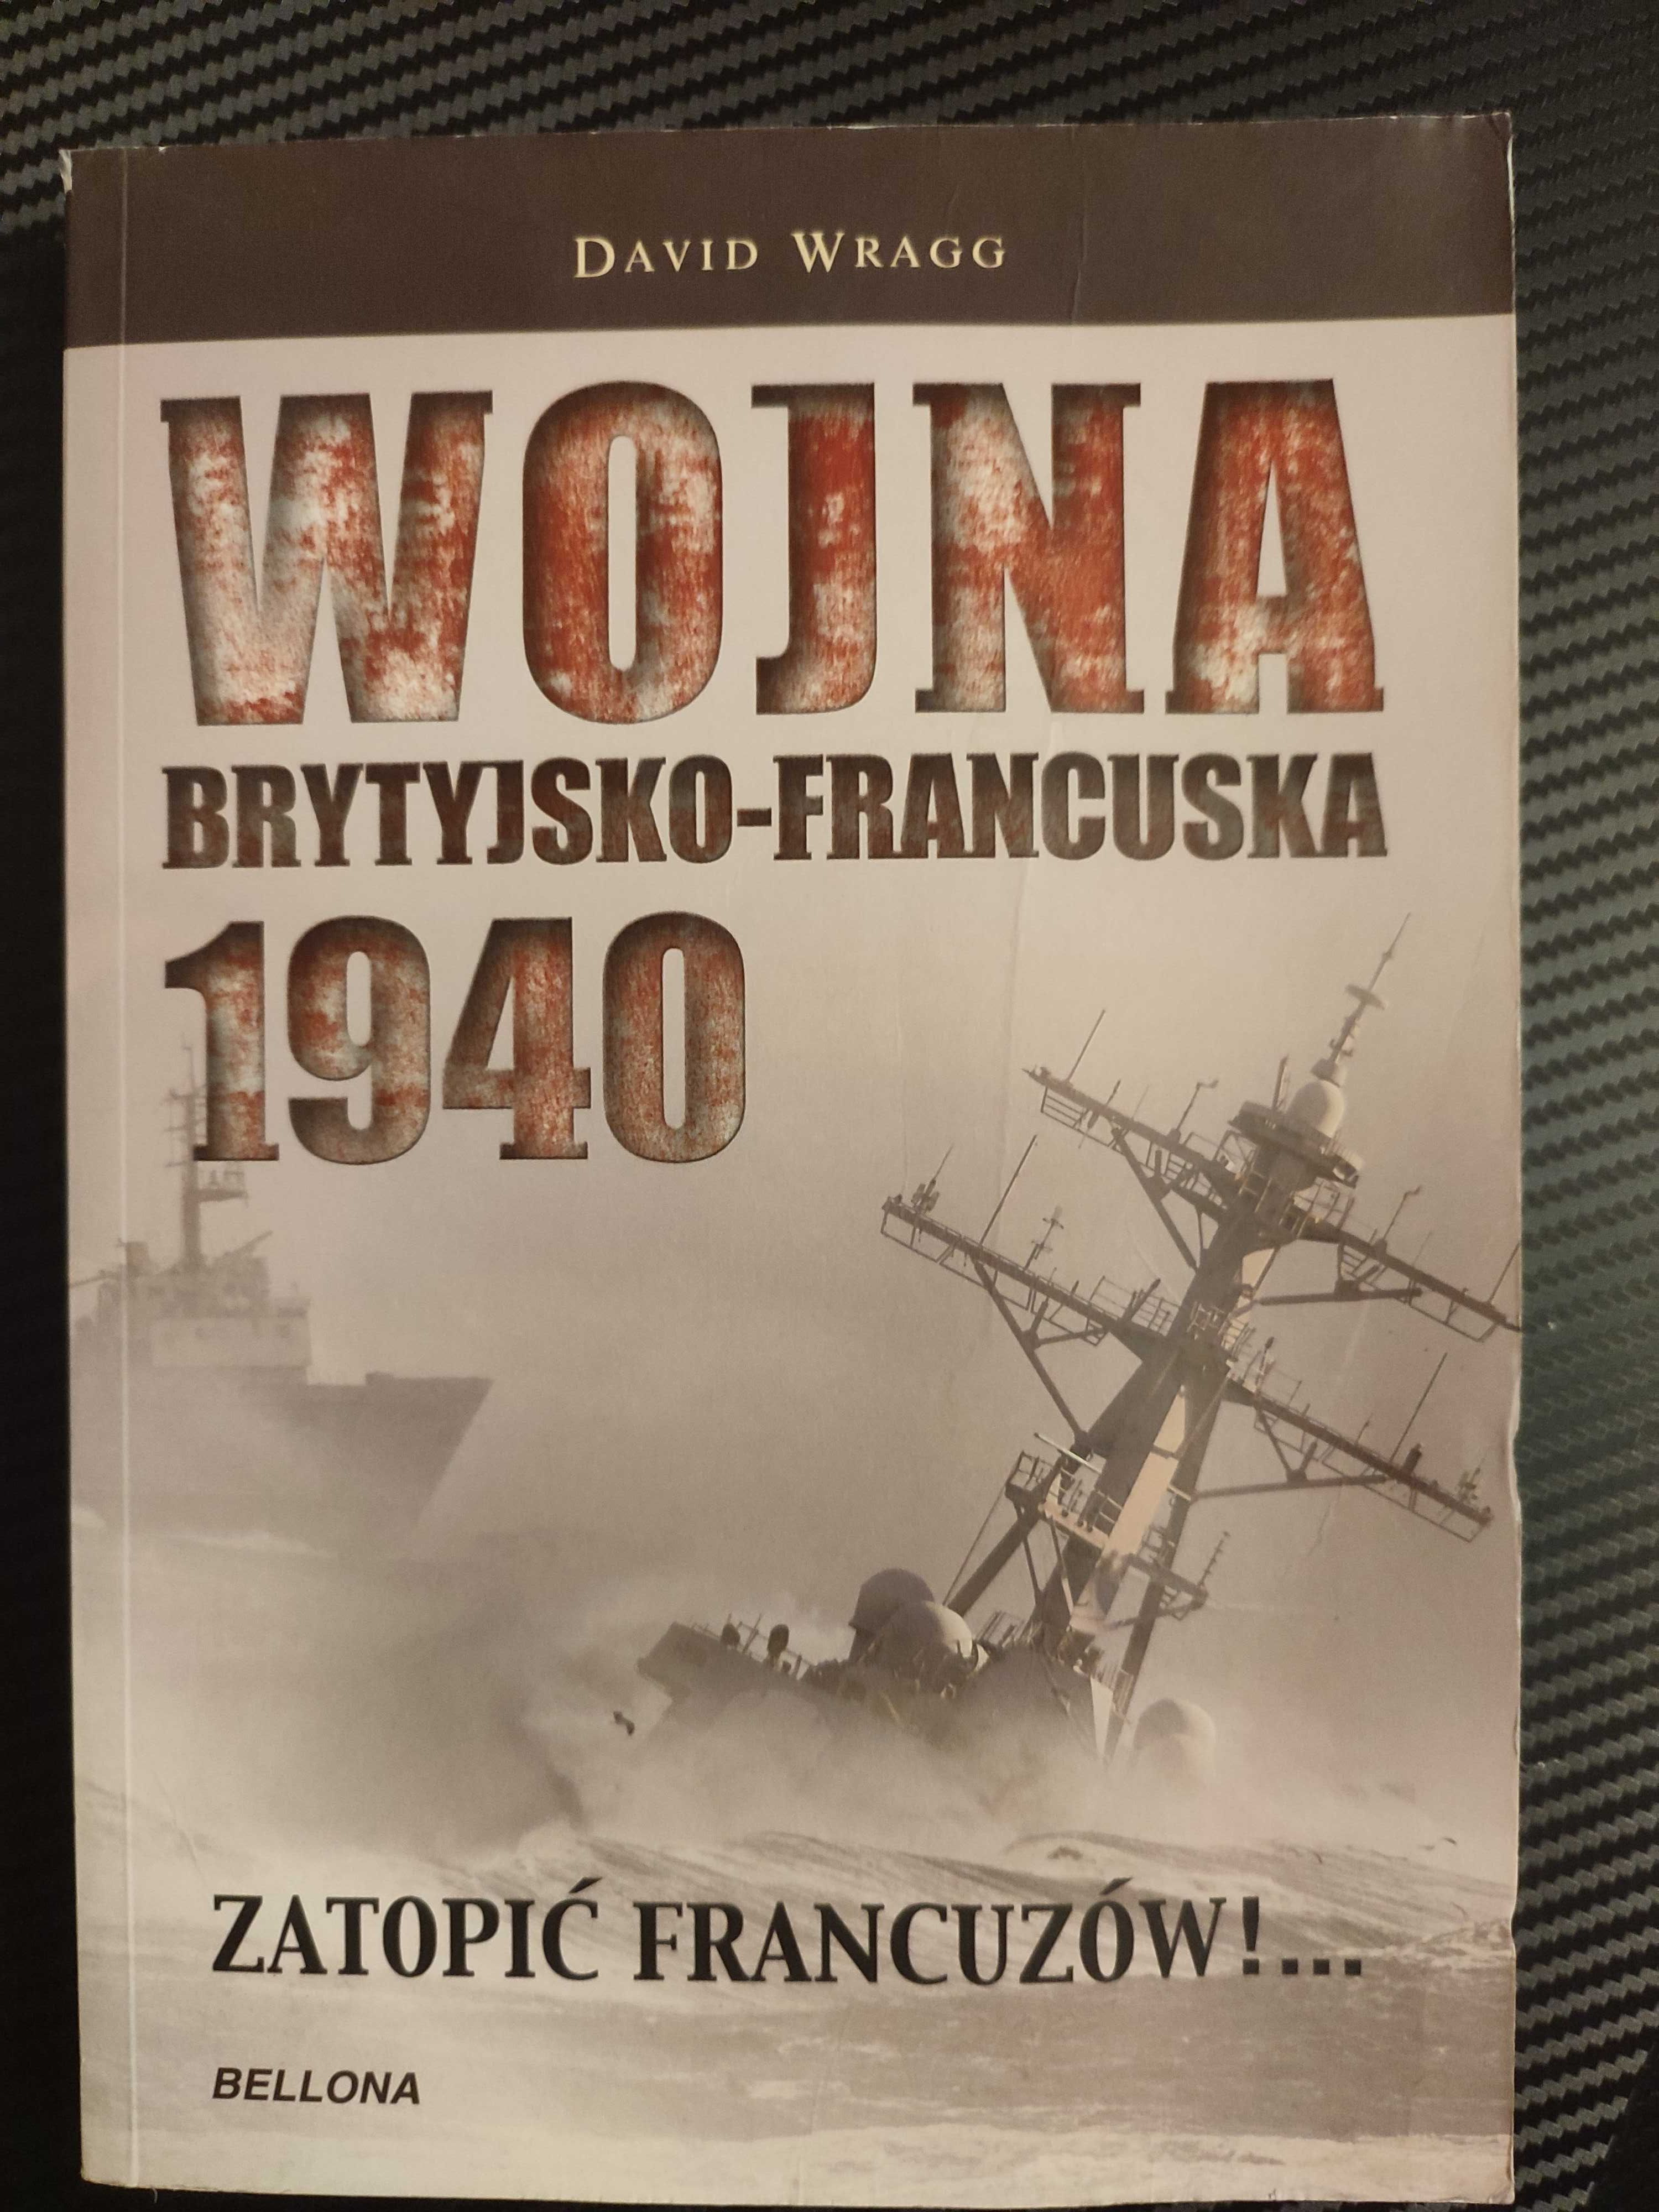 DAVID WRAGG
WOJNA
BRYTYJSKO-FRANCUSKA
1940
ZATOPIĆ FRANCUZÓW!...
BELLONA